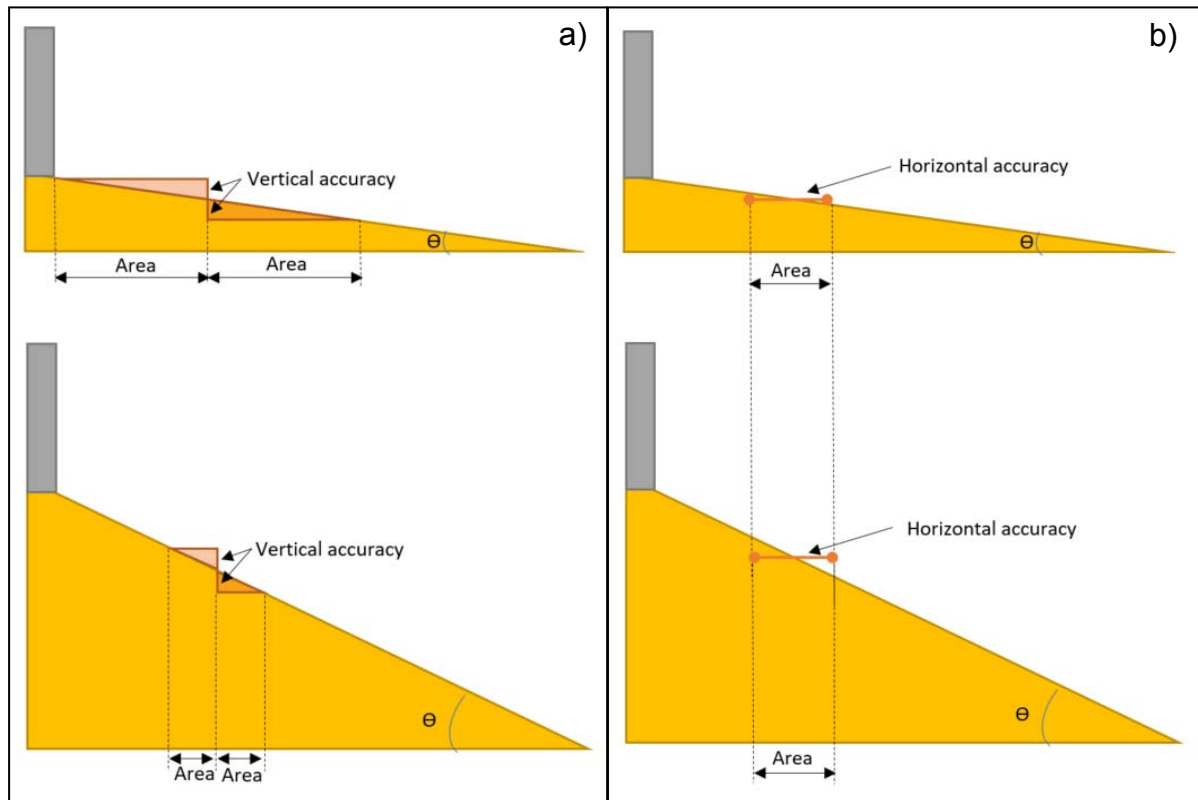 a)
Vertical accuracy
ϴ
Area
Area
Vertical accuracy
ϴ
Area
Area
b)
Horizontal accuracy
ϴ
Area
Horizontal accuracy
ϴ
Area